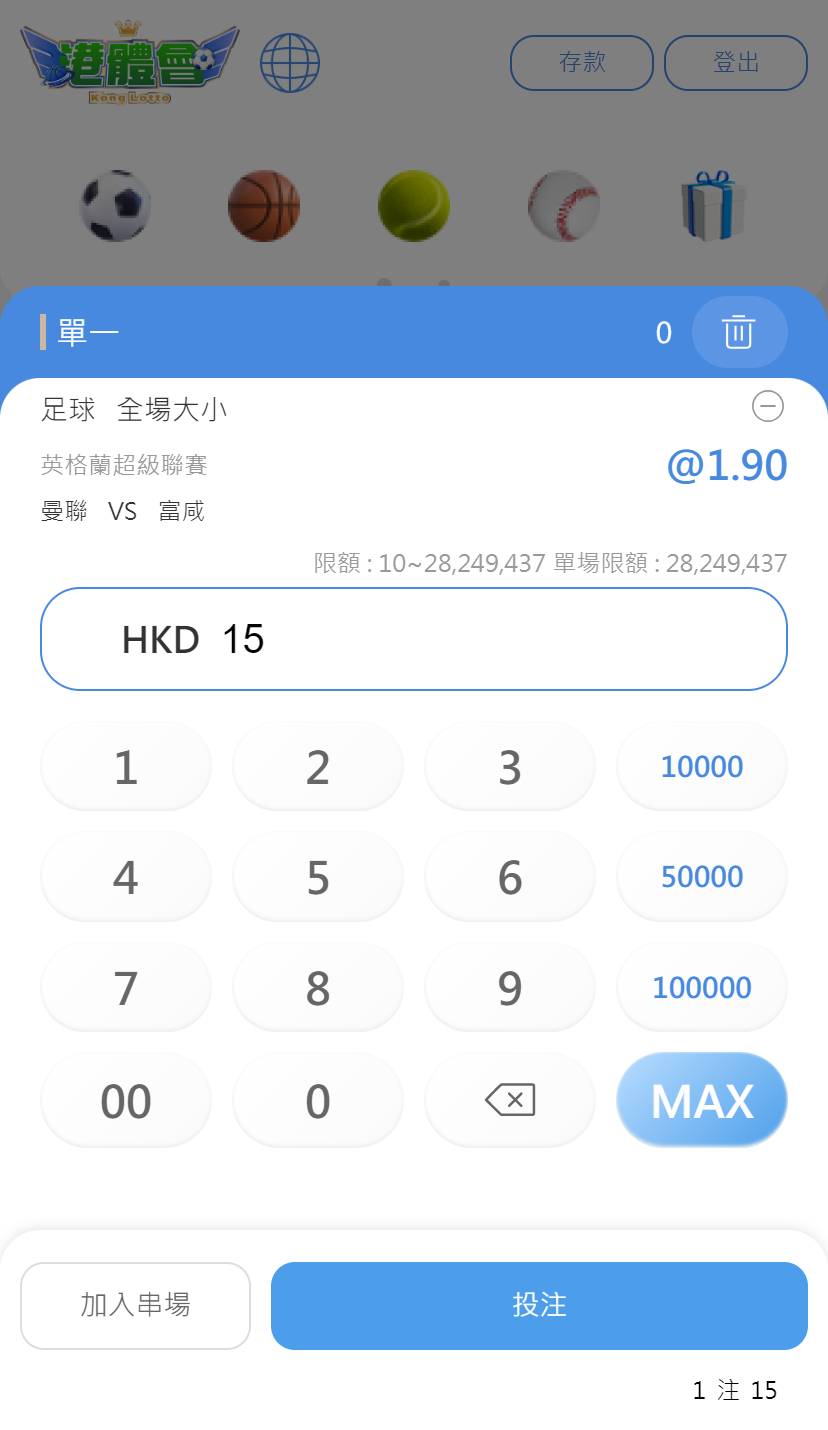 港體會
Kong Lotto
存款 登出
單一 0
足球 全場大小
英格蘭超級聯賽 @1.90
曼聯 VS 富咸
限額 : 10~28,249,437 單場限額 : 28,249,437
HKD 15
1 2 3 10000
4 5 6 50000
7 8 9 100000
00 0 MAX
加入串場 投注
1 注 15